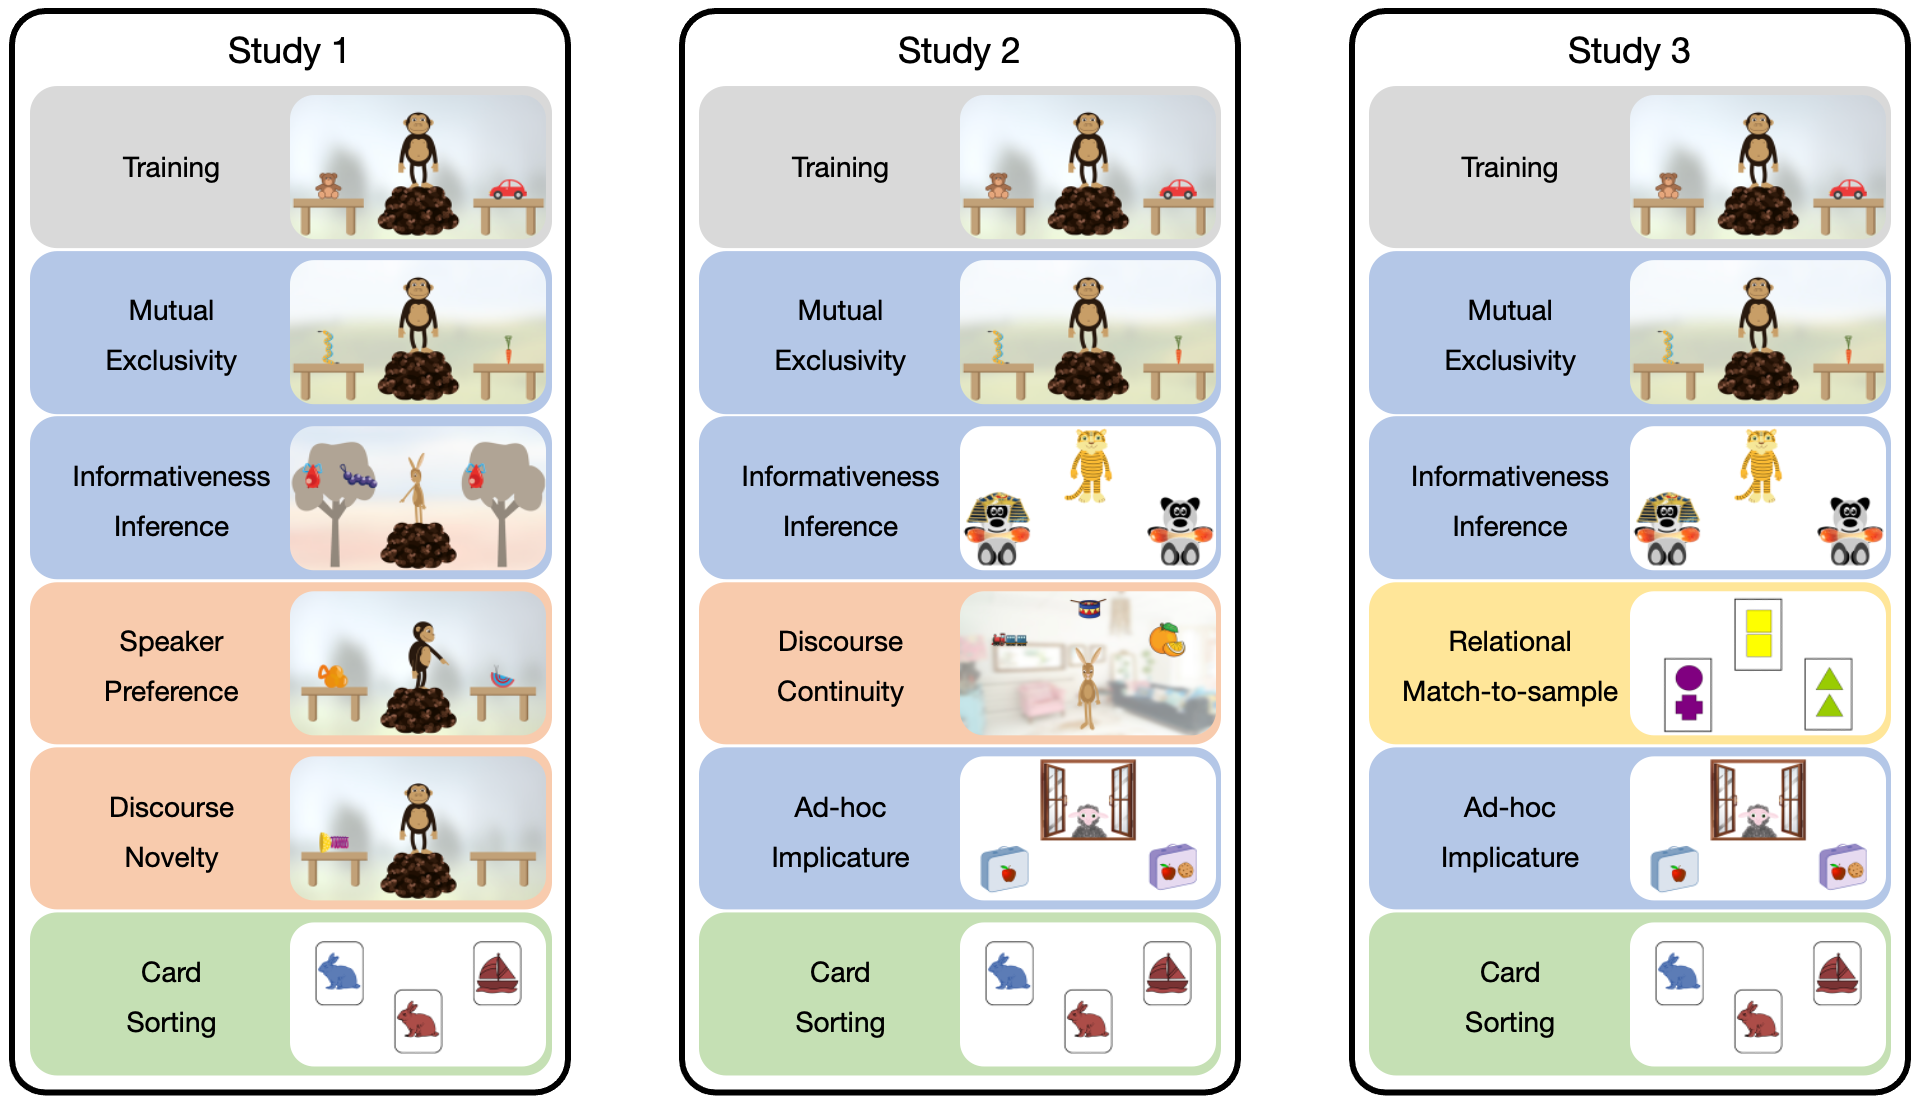 Study 1
Training
Mutual
Exclusivity
Informativeness
Inference
Speaker
Preference
Discourse
Novelty
Card
Sorting
Study 2
Training
Mutual
Exclusivity
Informativeness
Inference
Discourse
Continuity
Ad-hoc
Implicature
Card
Sorting
Study 3
Training
Mutual
Exclusivity
Informativeness
Inference
Relational
Match-to-sample
Ad-hoc
Implicature
Card
Sorting